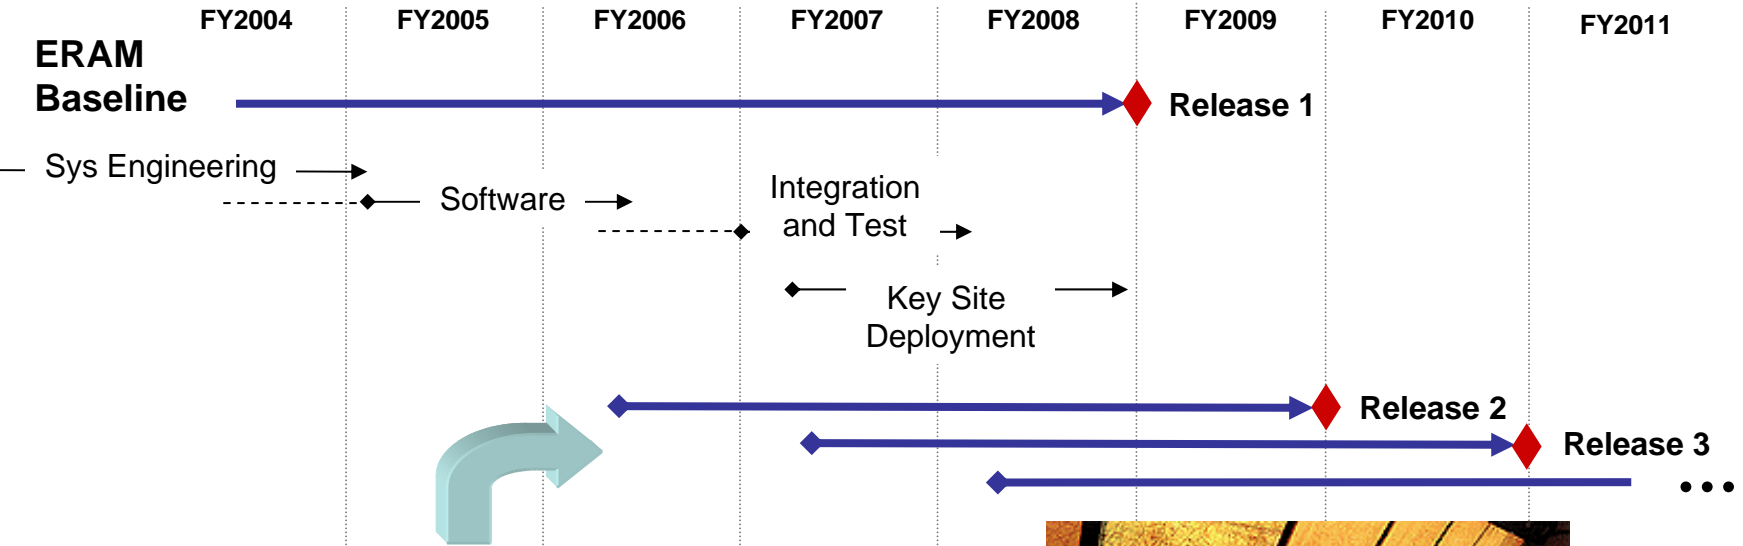 FY2004 FY2005 FY2006 FY2007 FY2008 FY2009 FY2010 FY2011
ERAM
Baseline
Release 1
Sys Engineering
Software
Integration
and Test
Key Site
Deployment
Release 2
Release 3
...